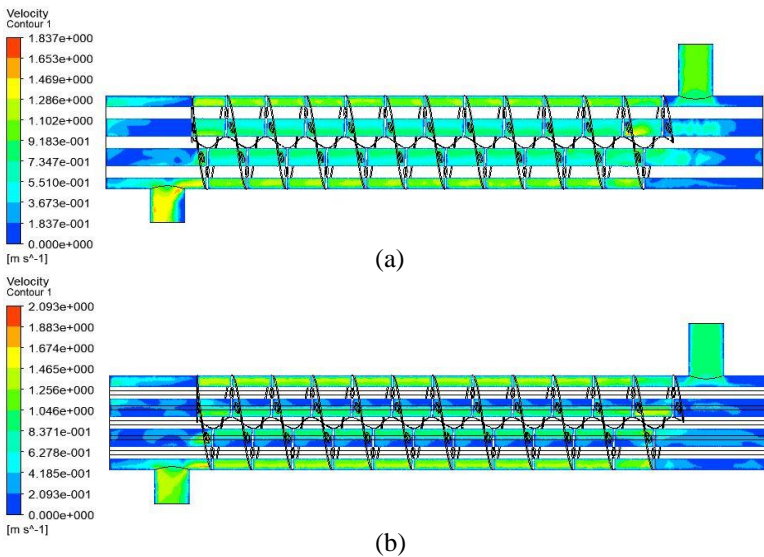 Velocity
Contour 1
1.837e+000
1.653e+000
1.469e+000
1.286e+000
1.102e+000
9.183e-001
7.347e-001
5.510e-001
3.673e-001
1.837e-001
0.000e+000
[m s^-1]
(a)
Velocity
Contour 1
2.093e+000
1.883e+000
1.674e+000
1.465e+000
1.256e+000
1.046e+000
8.371e-001
6.278e-001
4.185e-001
2.093e-001
0.000e+000
[m s^-1]
(b)